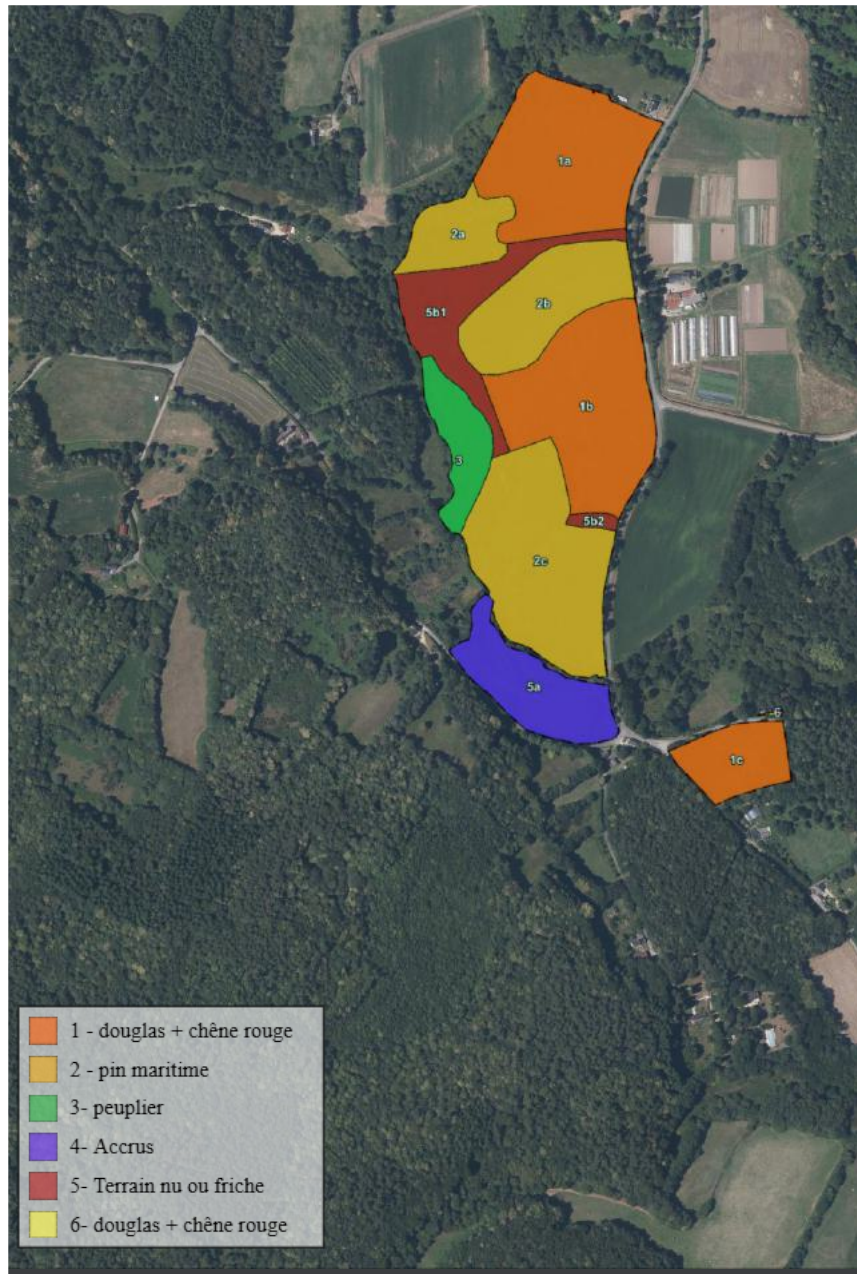 1a
2a
2b
5b1
1b
3
5b2
2c
5a
6
1c
1 - douglas + chêne rouge
2 - pin maritime
3- peuplier
4- Accrus
5- Terrain nu ou friche
6- douglas + chêne rouge